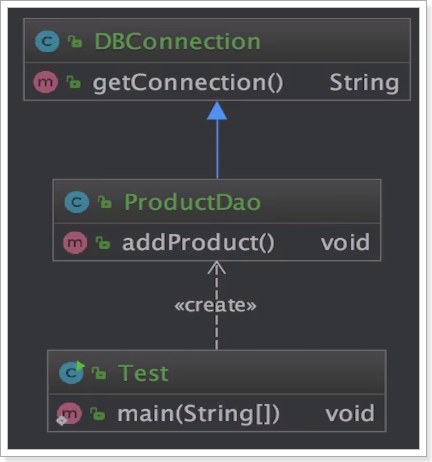 DBConnection
getConnection() String
ProductDao
addProduct() void
«create»
Test
main(String[]) void